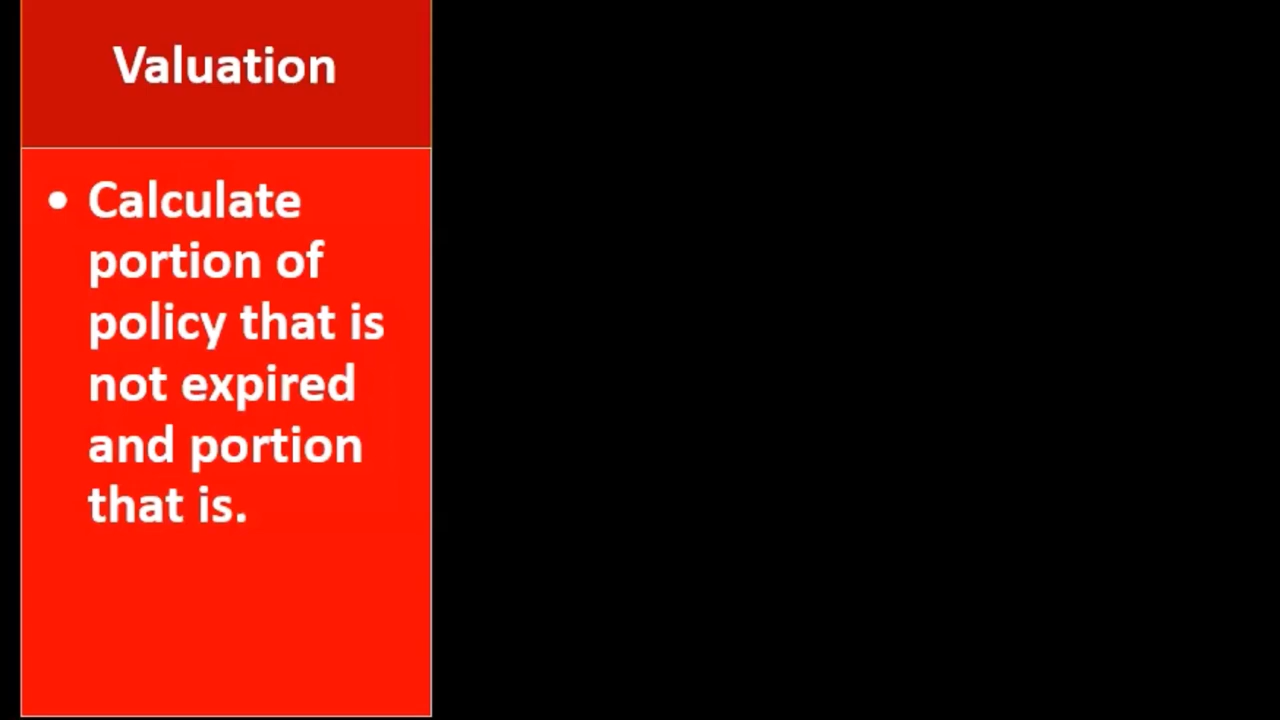 Valuation
• Calculate
portion of
policy that is
not expired
and portion
that is.